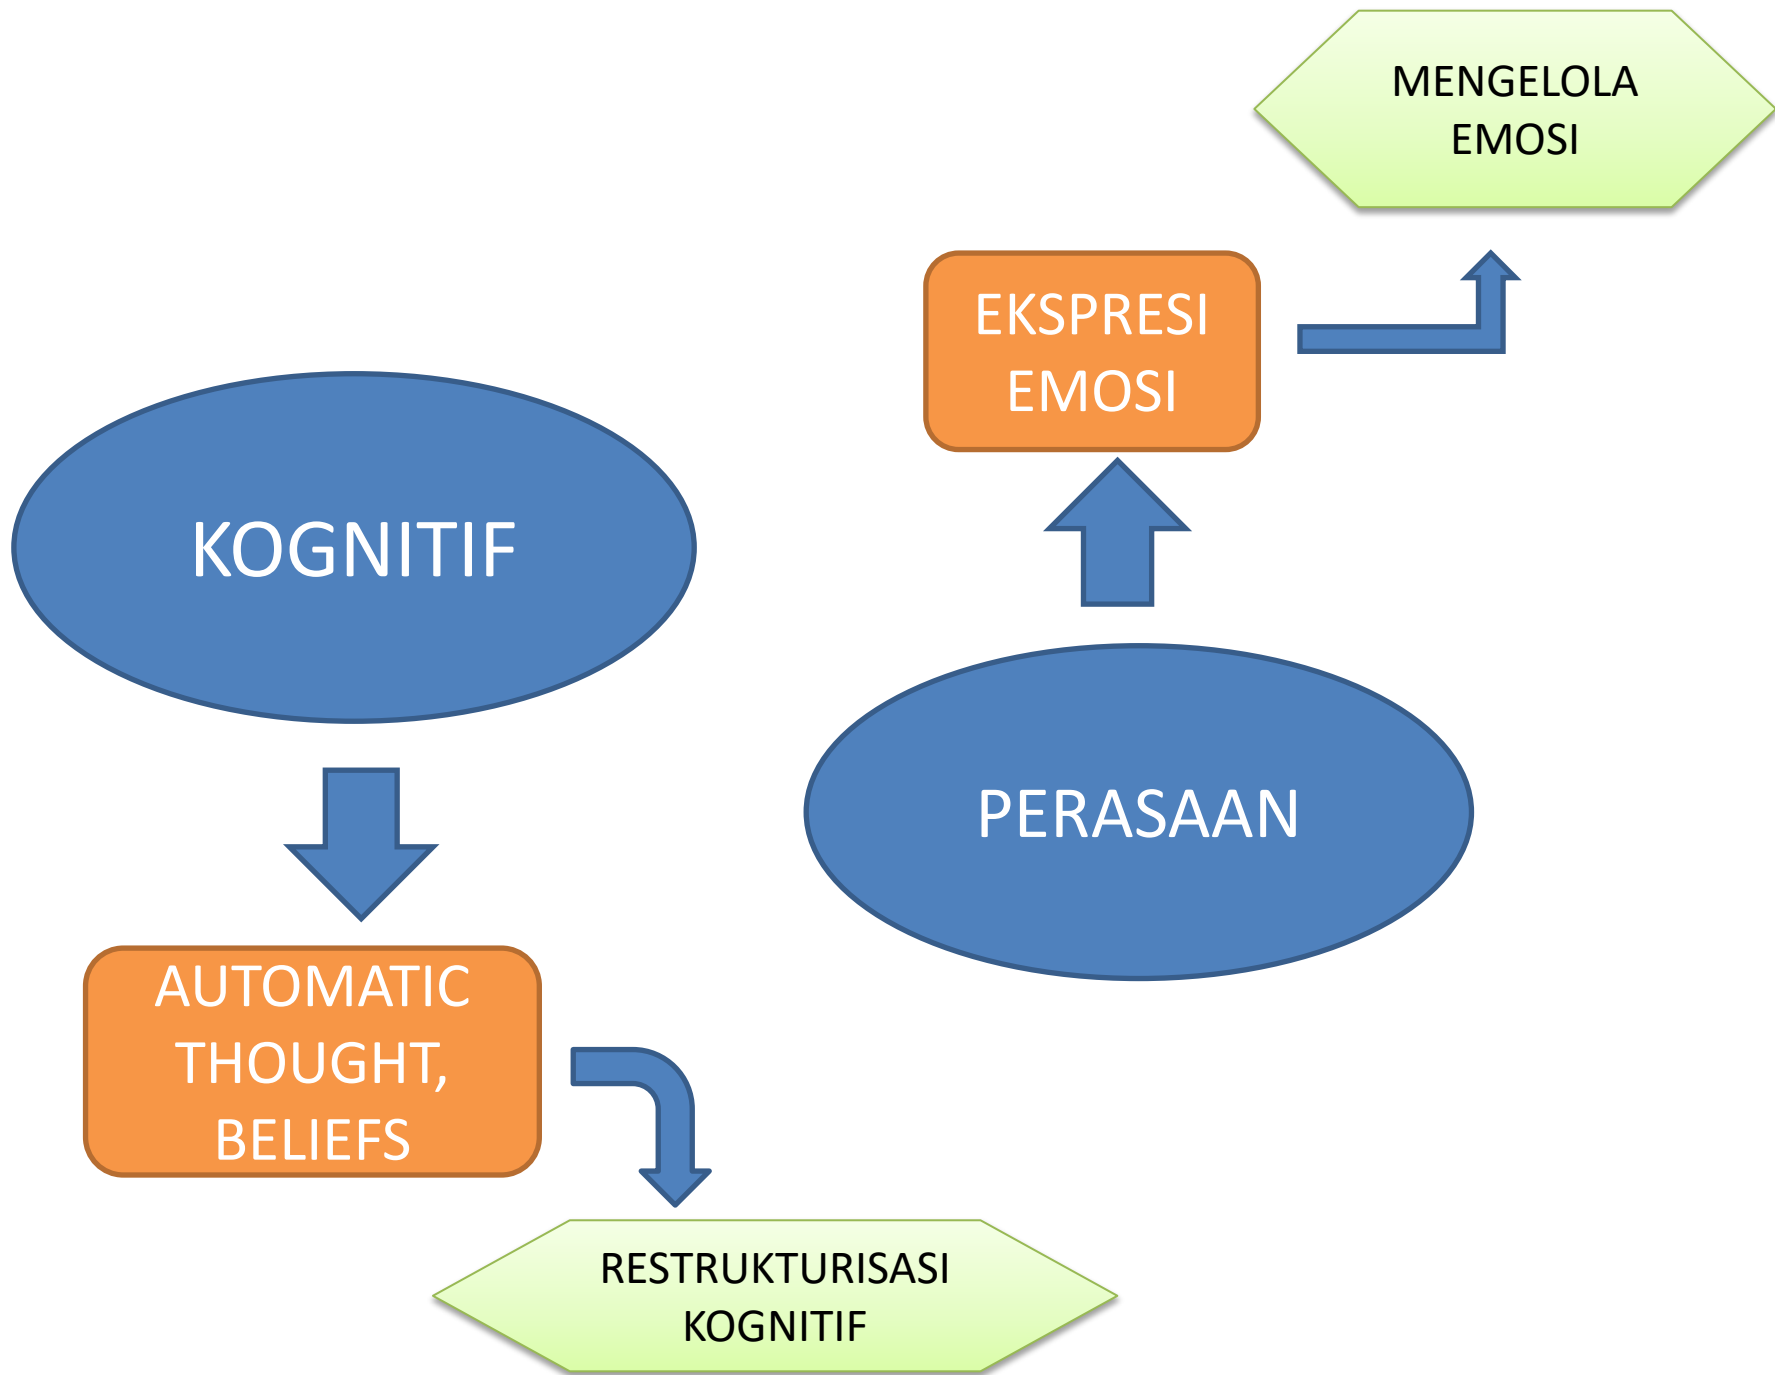 MENGELOLA
EMOSI
EKSPRESI
EMOSI
KOGNITIF
PERASAAN
AUTOMATIC
THOUGHT,
BELIEFS
RESTRUKTURISASI
KOGNITIF